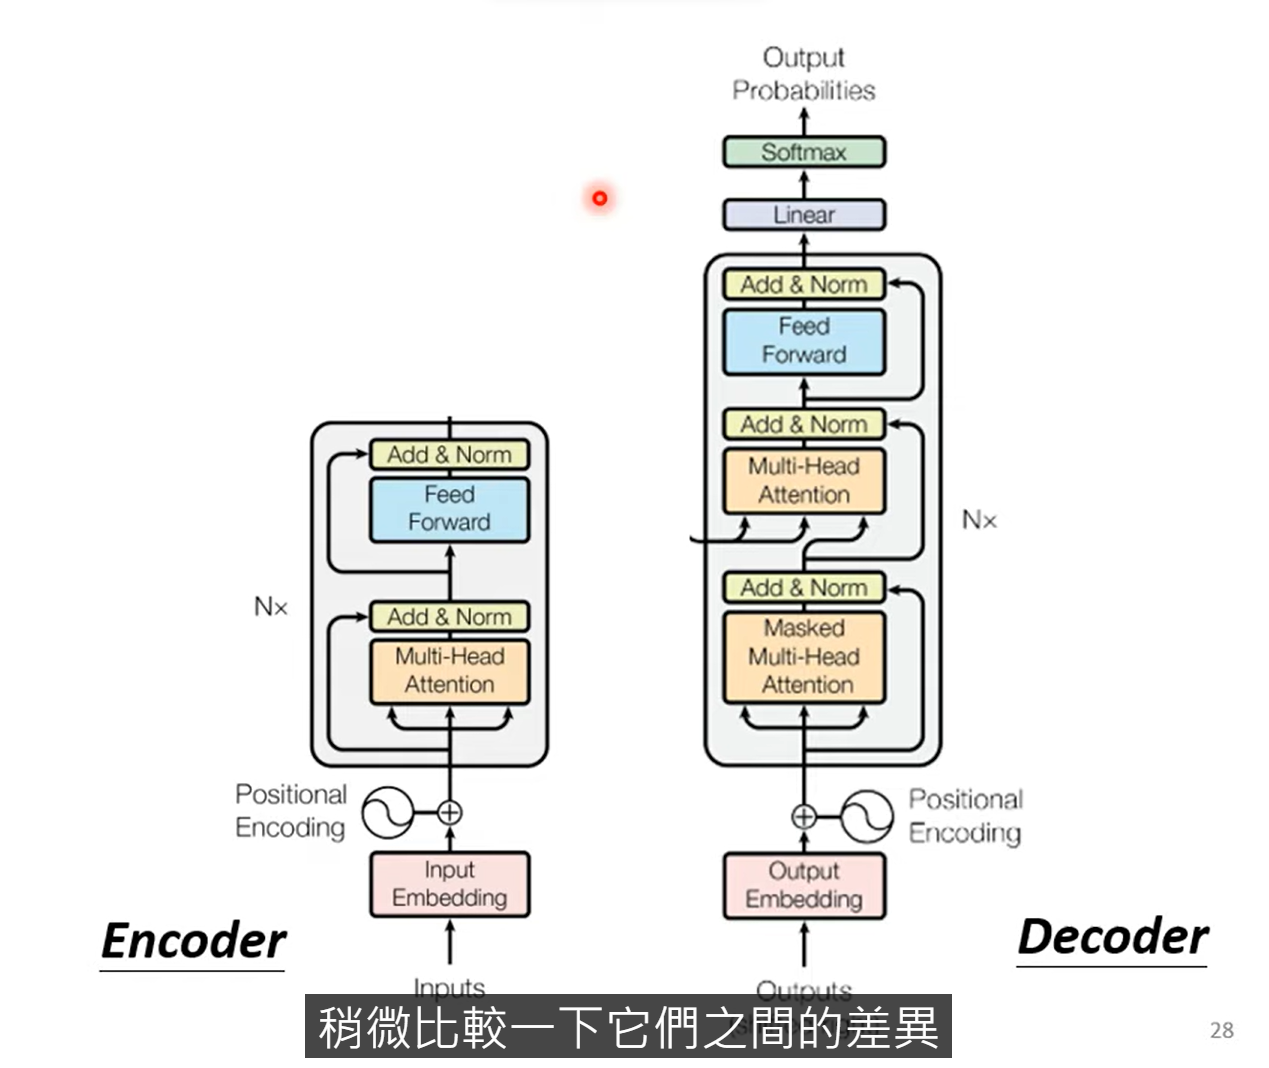 Output
Probabilities
Softmax
Linear
Add & Norm
Feed
Forward
Add & Norm
Multi-Head
Attention
Nx
Add & Norm
Masked
Multi-Head
Attention
Positional
Encoding
Output
Embedding
Outputs
Decoder
Add & Norm
Feed
Forward
Nx
Add & Norm
Multi-Head
Attention
Positional
Encoding
Input
Embedding
Inputs
Encoder
稍微比較一下它們之間的差異
28